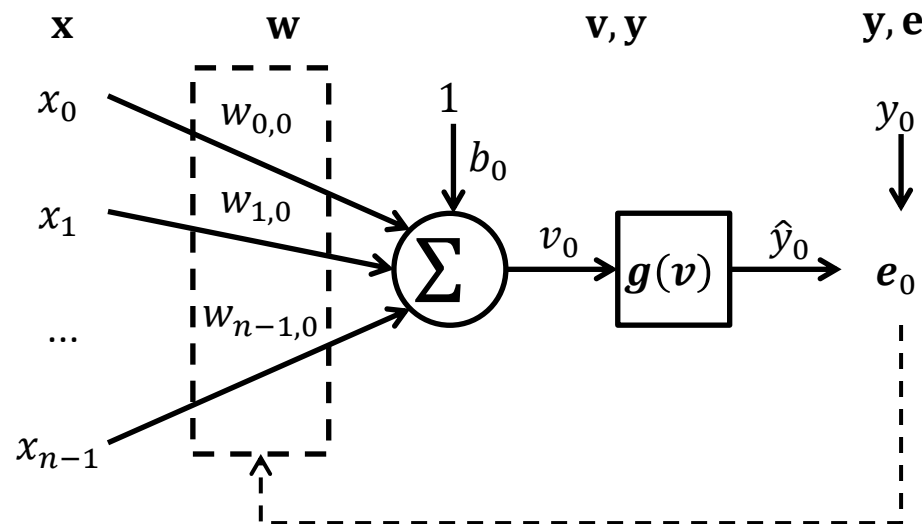 x w v, y y, e
x₀ w₀,₀ 1 y₀
b₀
x₁ w₁,₀
Σ v₀ g(v) ŷ₀ e₀
... wₙ₋₁,₀
xₙ₋₁